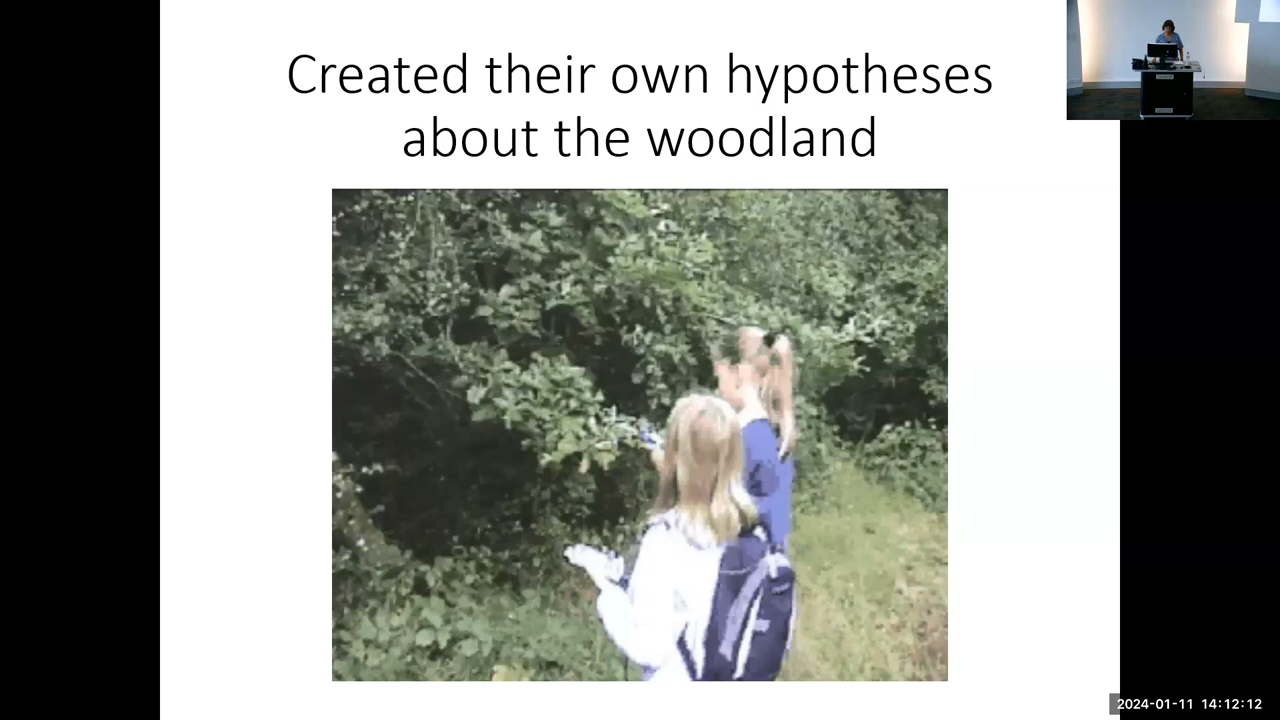 Created their own hypotheses
about the woodland
2024-01-11 14:12:12